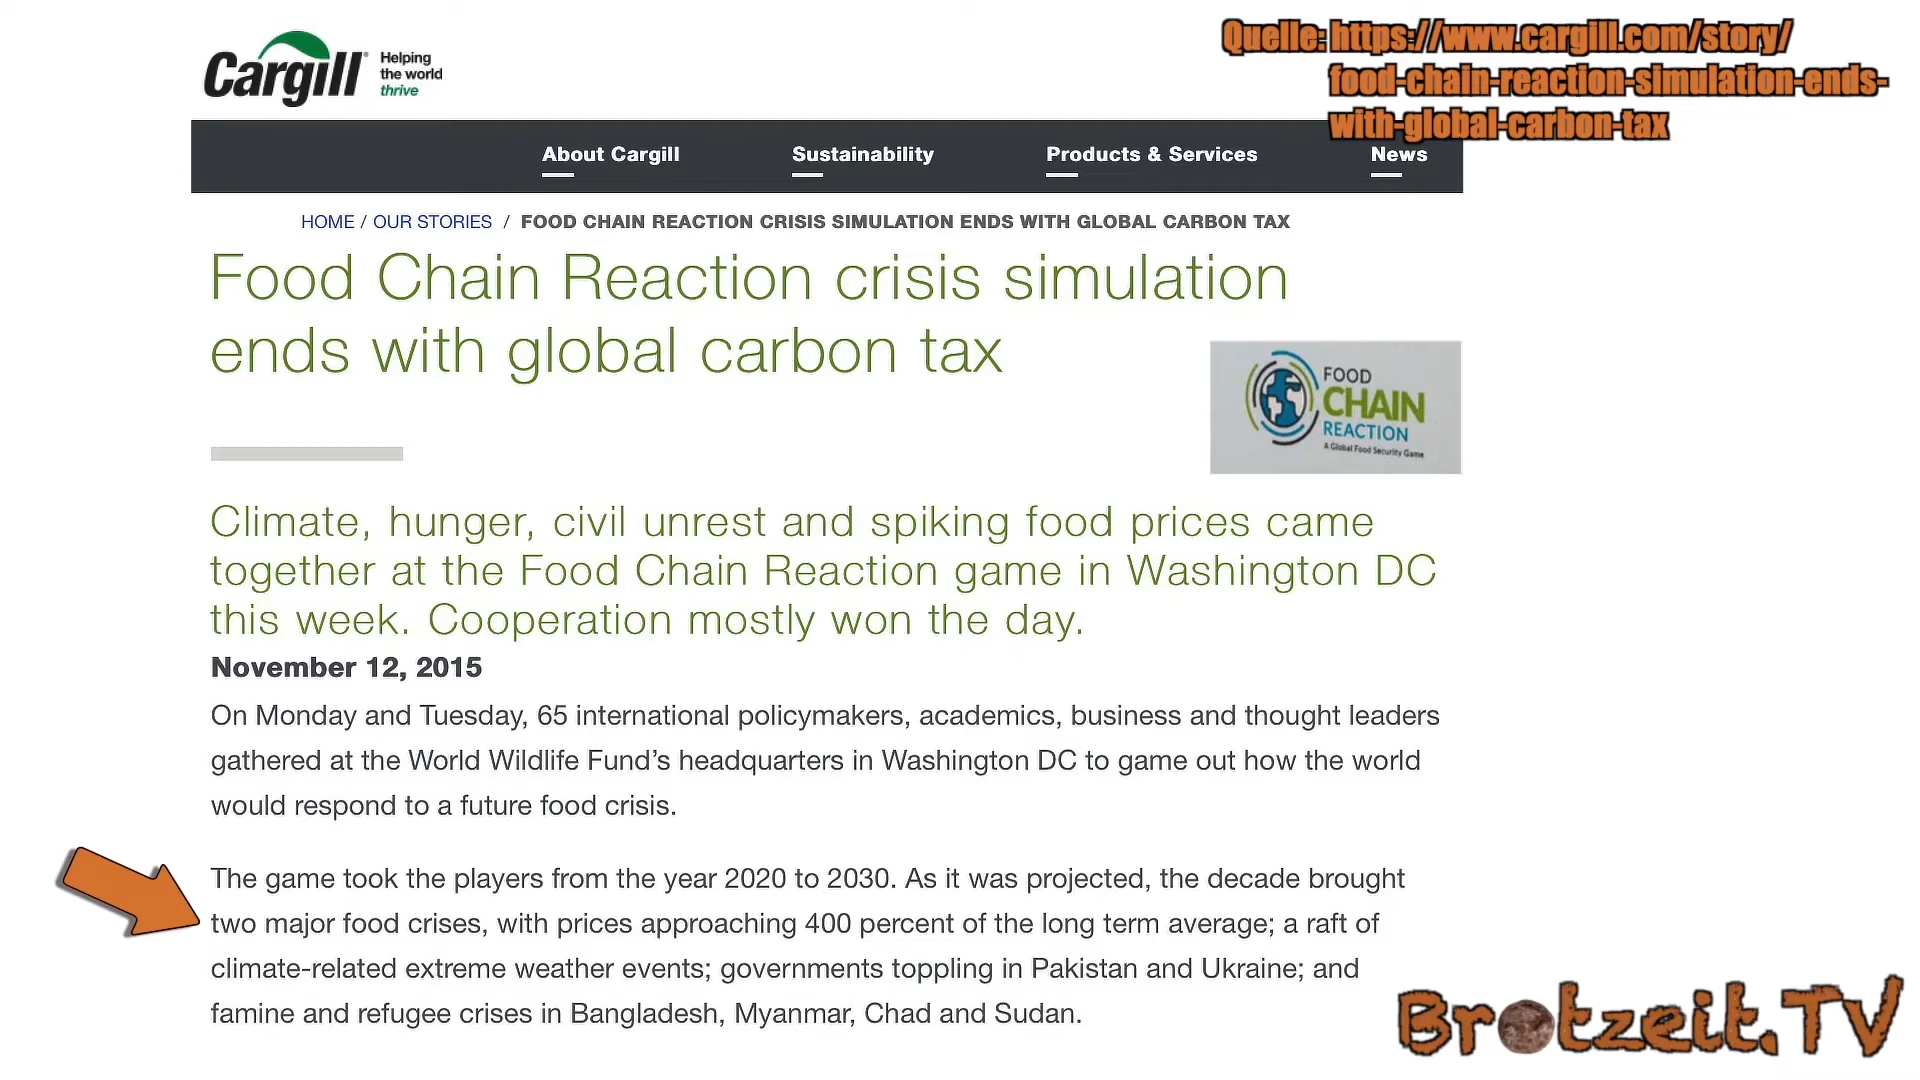 Cargill
Helping
the world
thrive
Quelle: https://www.cargill.com/story/
food-chain-reaction-simulation-ends-
with-global-carbon-tax
About Cargill
Sustainability
Products & Services
News
HOME / OUR STORIES / FOOD CHAIN REACTION CRISIS SIMULATION ENDS WITH GLOBAL CARBON TAX
Food Chain Reaction crisis simulation
ends with global carbon tax
FOOD
CHAIN
REACTION
A Global Food Security Game
Climate, hunger, civil unrest and spiking food prices came
together at the Food Chain Reaction game in Washington DC
this week. Cooperation mostly won the day.
November 12, 2015
On Monday and Tuesday, 65 international policymakers, academics, business and thought leaders
gathered at the World Wildlife Fund’s headquarters in Washington DC to game out how the world
would respond to a future food crisis.
The game took the players from the year 2020 to 2030. As it was projected, the decade brought
two major food crises, with prices approaching 400 percent of the long term average; a raft of
climate-related extreme weather events; governments toppling in Pakistan and Ukraine; and
famine and refugee crises in Bangladesh, Myanmar, Chad and Sudan.
Brotzeit.TV